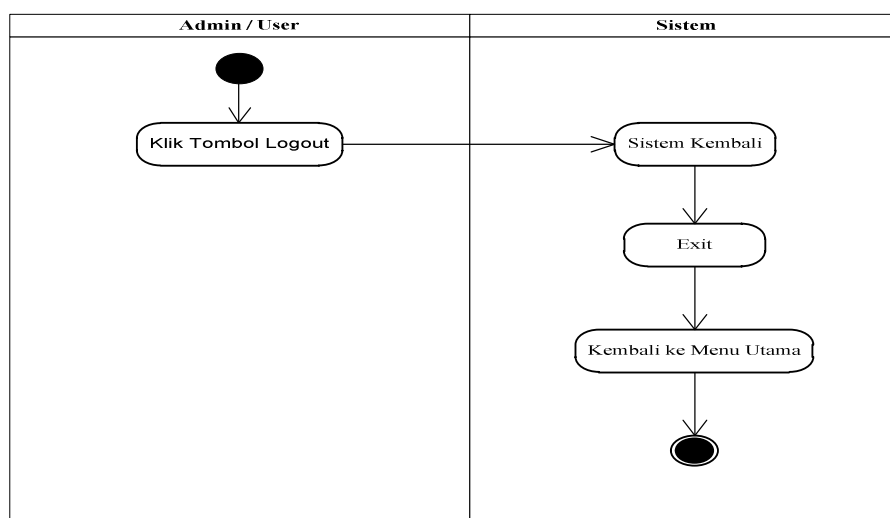 Admin / User
Sistem
Klik Tombol Logout
Sistem Kembali
Exit
Kembali ke Menu Utama